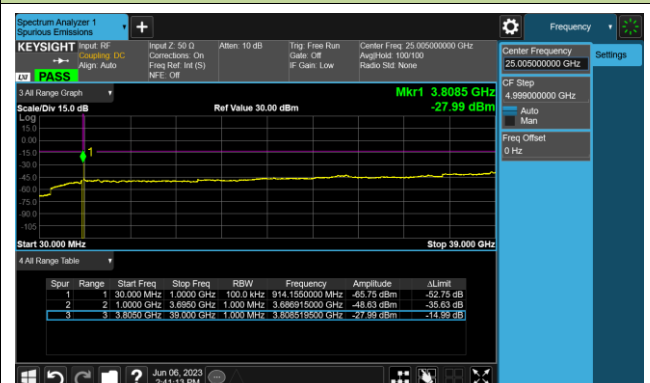 Spectrum Analyzer 1
Spurious Emissions
Frequency
KEYSIGHT Input: RF Input Z: 50 Ω Atten: 10 dB Trig: Free Run Center Freq: 25.005000000 GHz
Coupling: DC Corrections: On Gate: Off Avg|Hold: 100/100
Align: Auto Freq Ref: Int (S) IF Gain: Low Radio Std: None
NFE: Off
LXI PASS
Center Frequency
25.005000000 GHz
Settings
CF Step
4.999000000 GHz
Auto
Man
Freq Offset
0 Hz
3 All Range Graph
Mkr1 3.8085 GHz
Scale/Div 15.0 dB Ref Value 30.00 dBm -27.99 dBm
Log
15.0
0.00
-15.0
-30.0
-45.0
-60.0
-75.0
-90.0
-105
1
Start 30.000 MHz Stop 39.000 GHz
4 All Range Table
Spur Range Start Freq Stop Freq RBW Frequency Amplitude ΔLimit
1 1 30.000 MHz 1.0000 GHz 100.0 kHz 914.1550000 MHz -65.75 dBm -52.75 dB
2 2 1.0000 GHz 3.6950 GHz 1.000 MHz 3.686915000 GHz -48.63 dBm -35.63 dB
3 3 3.8050 GHz 39.000 GHz 1.000 MHz 3.808519500 GHz -27.99 dBm -14.99 dB
Jun 06, 2023
2:41:13 PM